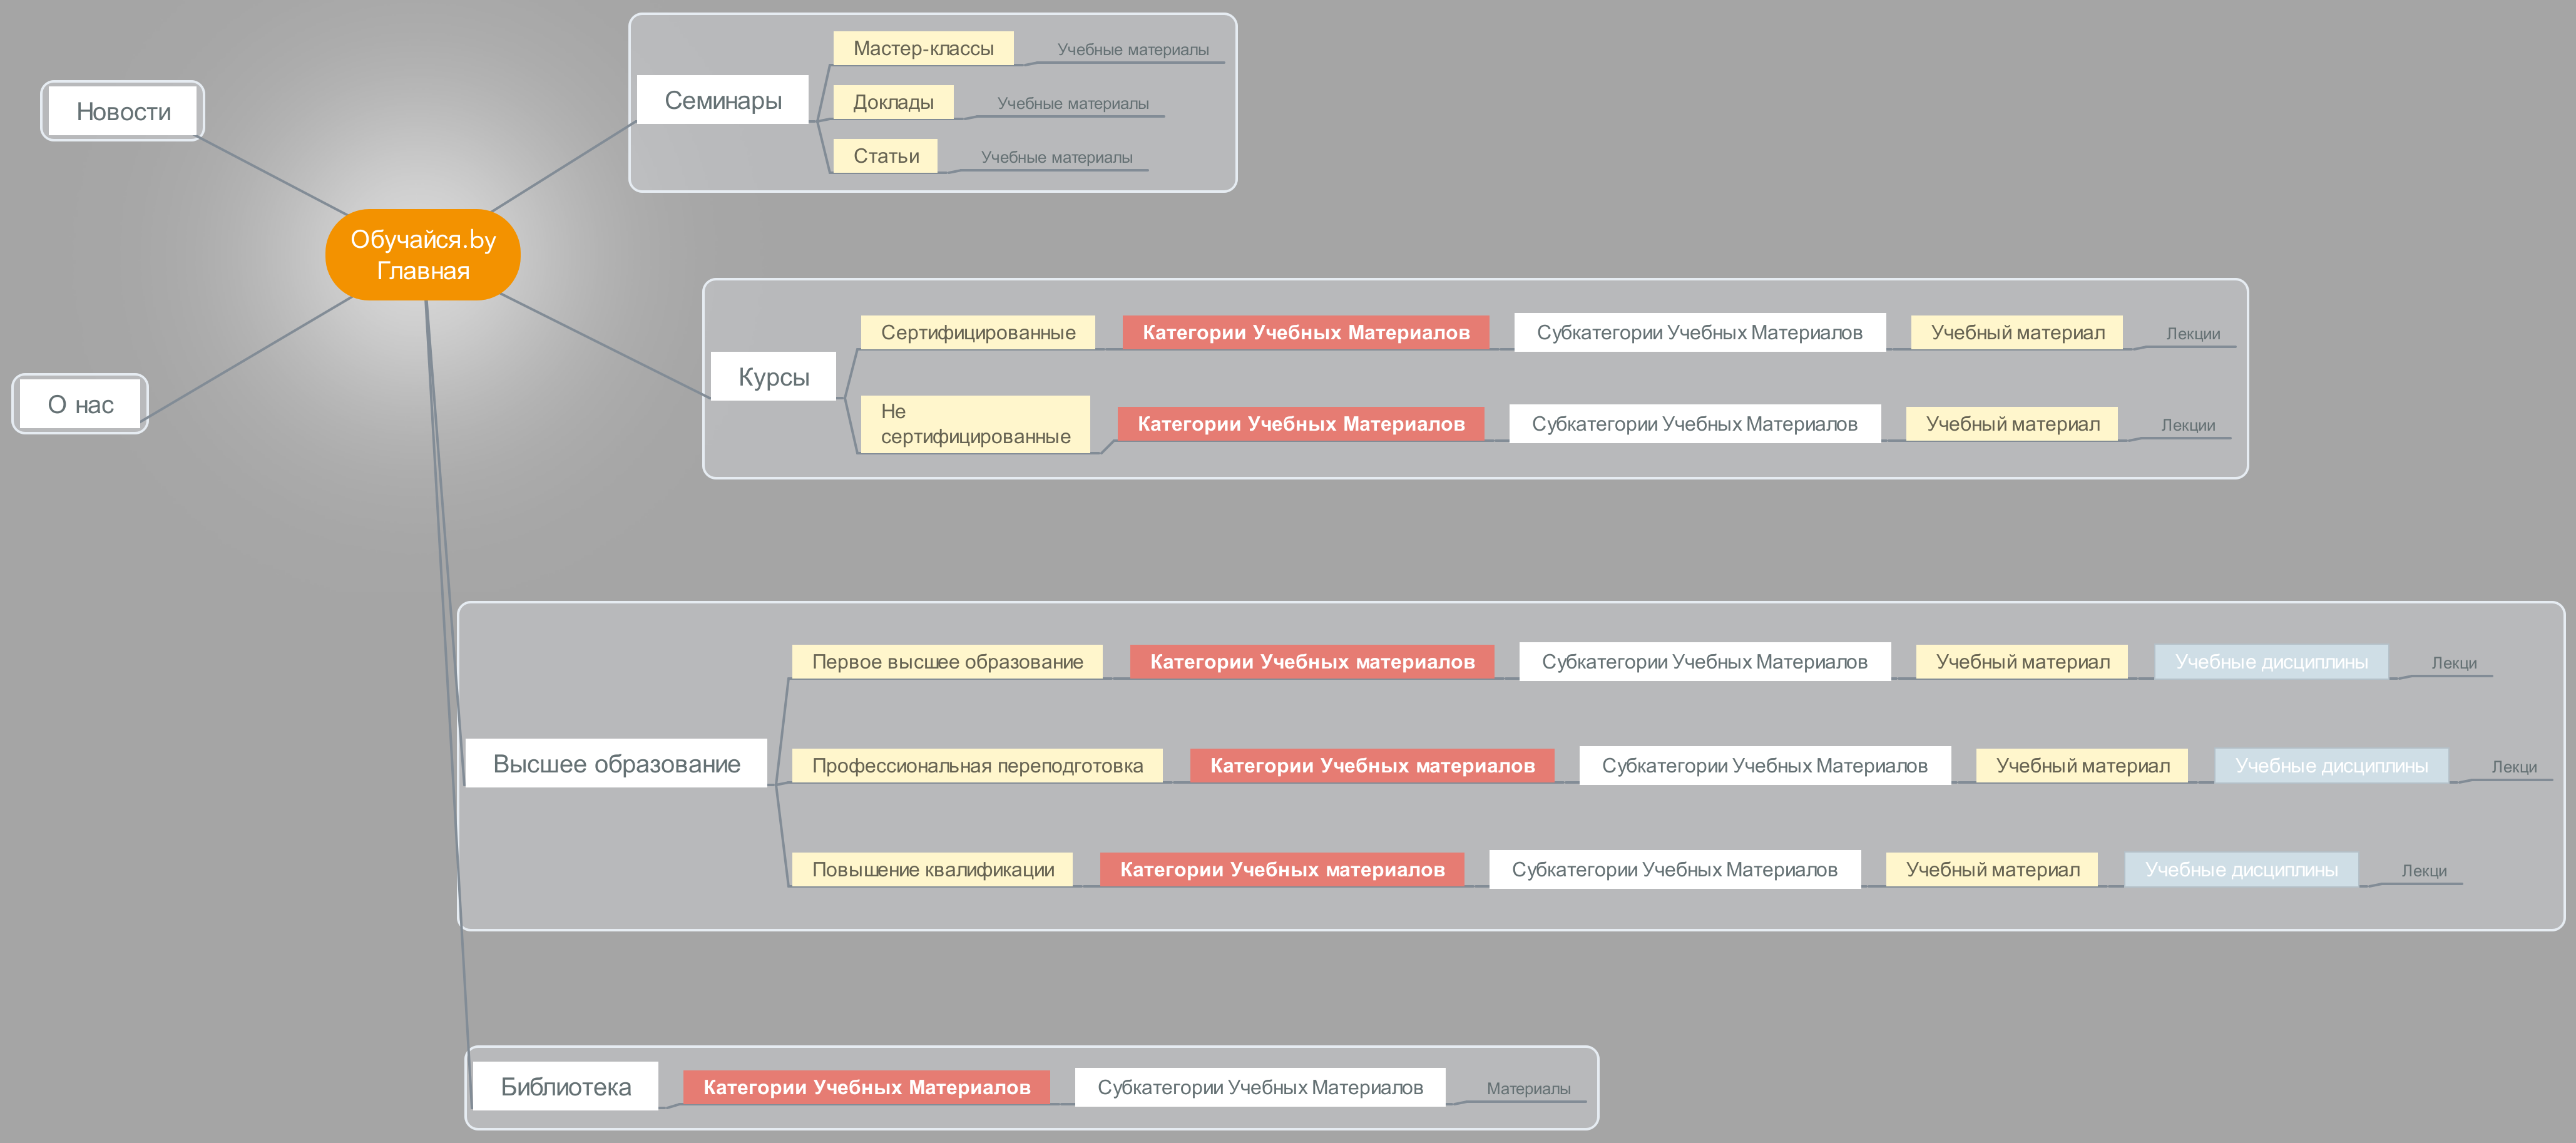 Новости
О нас
Обучайся.by
Главная
Семинары
Мастер-классы
Учебные материалы
Доклады
Учебные материалы
Статьи
Учебные материалы
Курсы
Сертифицированные
Категории Учебных Материалов
Субкатегории Учебных Материалов
Учебный материал
Лекции
Не
сертифицированные
Категории Учебных Материалов
Субкатегории Учебных Материалов
Учебный материал
Лекции
Высшее образование
Первое высшее образование
Категории Учебных материалов
Субкатегории Учебных Материалов
Учебный материал
Учебные дисциплины
Лекци
Профессиональная переподготовка
Категории Учебных материалов
Субкатегории Учебных Материалов
Учебный материал
Учебные дисциплины
Лекци
Повышение квалификации
Категории Учебных материалов
Субкатегории Учебных Материалов
Учебный материал
Учебные дисциплины
Лекци
Библиотека
Категории Учебных Материалов
Субкатегории Учебных Материалов
Материалы